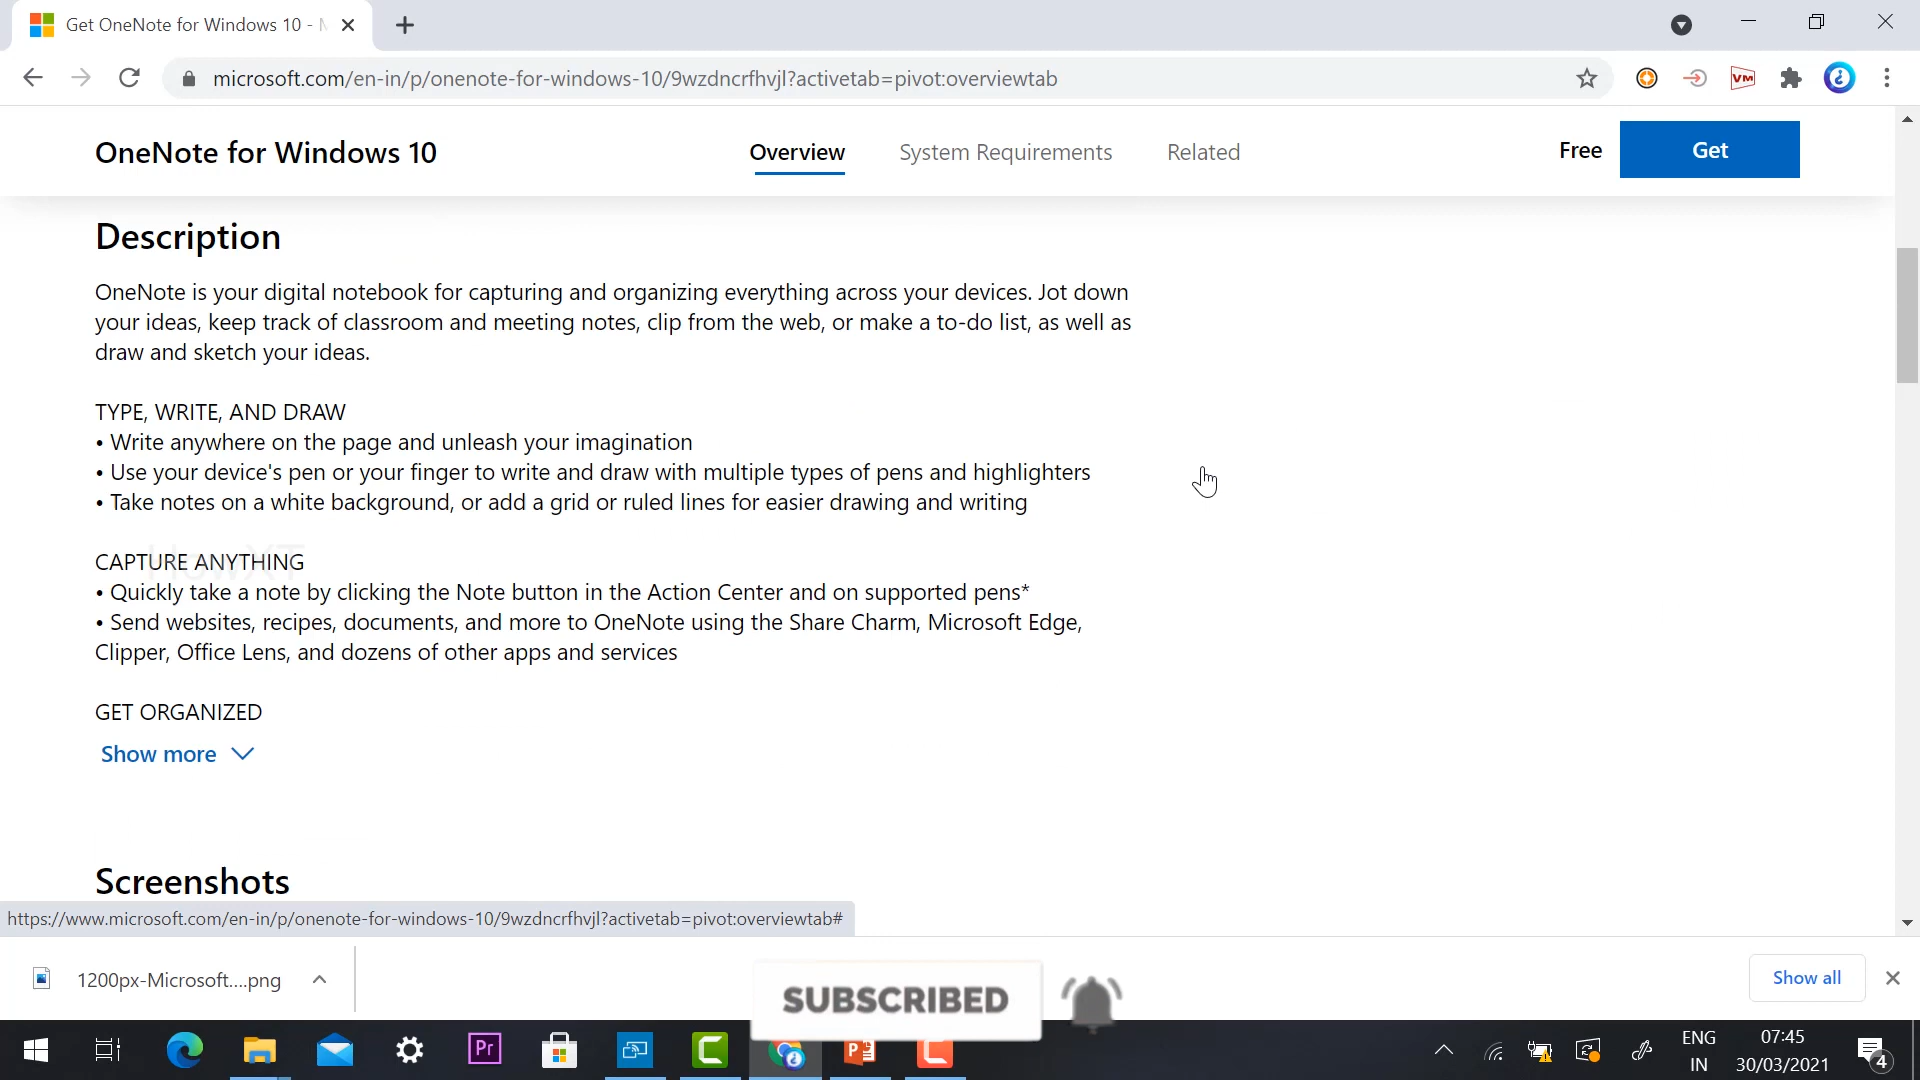 Get OneNote for Windows 10 -
microsoft.com/en-in/p/onenote-for-windows-10/9wzdncrfhvjl?activetab=pivot:overviewtab
VM
OneNote for Windows 10
Overview
System Requirements
Related
Free
Get
Description
OneNote is your digital notebook for capturing and organizing everything across your devices. Jot down
your ideas, keep track of classroom and meeting notes, clip from the web, or make a to-do list, as well as
draw and sketch your ideas.
TYPE, WRITE, AND DRAW
• Write anywhere on the page and unleash your imagination
• Use your device's pen or your finger to write and draw with multiple types of pens and highlighters
• Take notes on a white background, or add a grid or ruled lines for easier drawing and writing
HowXT
CAPTURE ANYTHING
• Quickly take a note by clicking the Note button in the Action Center and on supported pens*
• Send websites, recipes, documents, and more to OneNote using the Share Charm, Microsoft Edge,
Clipper, Office Lens, and dozens of other apps and services
GET ORGANIZED
Show more
Screenshots
https://www.microsoft.com/en-in/p/onenote-for-windows-10/9wzdncrfhvjl?activetab=pivot:overviewtab#
1200px-Microsoft....png
Show all
SUBSCRIBED
Pr
ENG
IN
07:45
30/03/2021
4